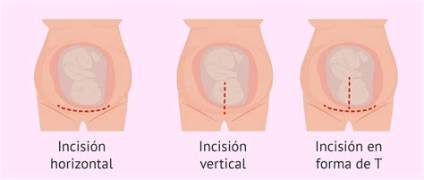 Incisión
horizontal
Incisión
vertical
Incisión en
forma de T